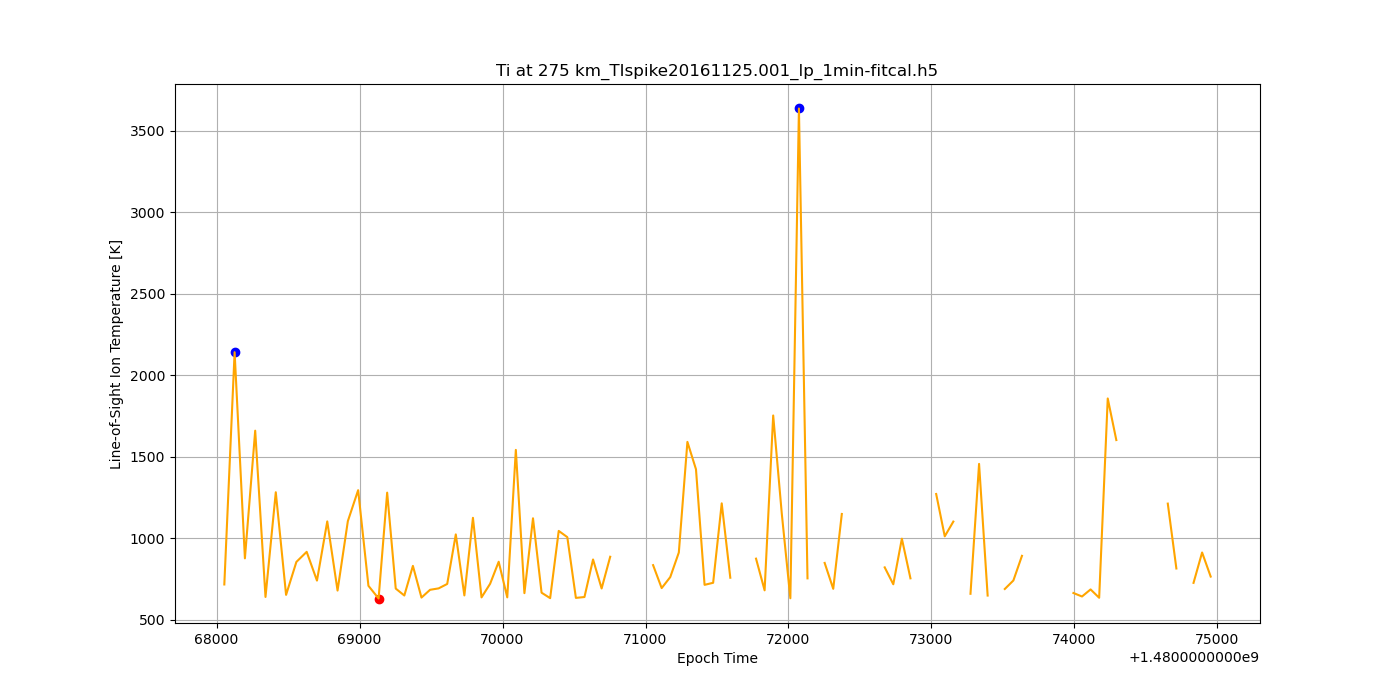 Ti at 275 km_TIspike20161125.001_lp_1min-fitcal.h5
Line-of-Sight Ion Temperature [K]
3500
3000
2500
2000
1500
1000
500
68000 69000 70000 71000 72000 73000 74000 75000
Epoch Time
+1.4800000000e9